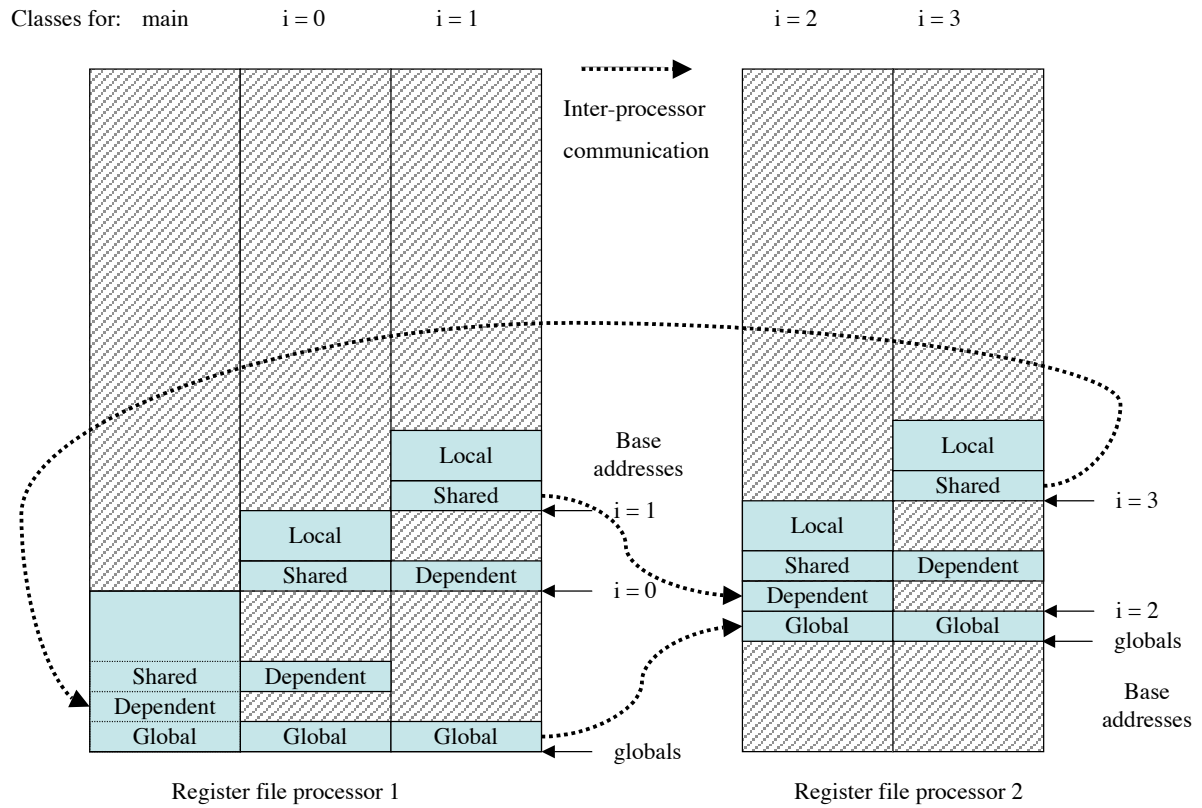 Classes for: main i = 0 i = 1 i = 2 i = 3
Inter-processor
communication
Base
addresses
Local
Local
Shared
Shared
i = 1
i = 3
Local
Local
Shared
Dependent
Shared
Dependent
i = 0
Dependent
i = 2
Global
Global
globals
Shared
Dependent
Dependent
Base
addresses
Global
Global
Global
globals
Register file processor 1
Register file processor 2